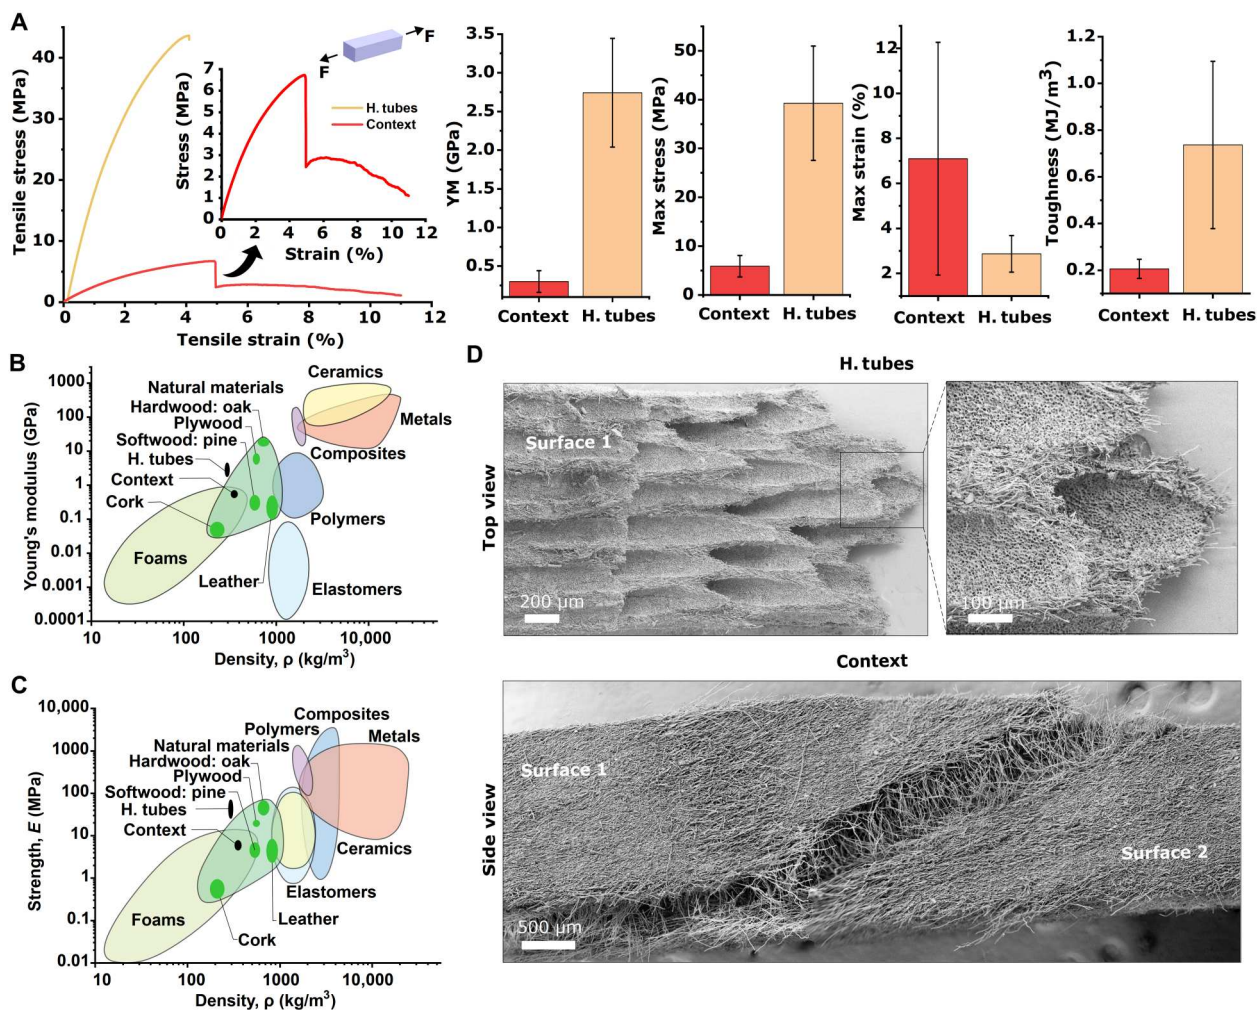 A
Tensile stress (MPa)
40
30
20
10
0
0
2
4
6
8
10
12
Tensile strain (%)
F
F
Stress (MPa)
7
6
5
4
3
2
1
0
0
2
4
6
8
10
12
Strain (%)
H. tubes
Context
YM (GPa)
3.5
3.0
2.5
2.0
1.5
1.0
0.5
Context
H. tubes
Max stress (MPa)
50
40
30
20
10
0
Context
H. tubes
Max strain (%)
12
10
8
6
4
2
Context
H. tubes
Toughness (MJ/m³)
1.2
1.0
0.8
0.6
0.4
0.2
Context
H. tubes
B
Young's modulus (GPa)
1000
100
10
1
0.1
0.01
0.001
0.0001
10
100
1000
10,000
Density, ρ (kg/m³)
Ceramics
Natural materials
Hardwood: oak
Plywood
Metals
Softwood: pine
Composites
H. tubes
Context
Cork
Polymers
Foams
Leather
Elastomers
C
Strength, E (MPa)
10,000
1000
100
10
1
0.1
0.01
10
100
1000
10,000
Density, ρ (kg/m³)
Composites
Polymers
Metals
Natural materials
Hardwood: oak
Plywood
Softwood: pine
H. tubes
Context
Ceramics
Elastomers
Foams
Leather
Cork
D
H. tubes
Top view
Surface 1
200 μm
100 μm
Context
Side view
Surface 1
Surface 2
500 μm